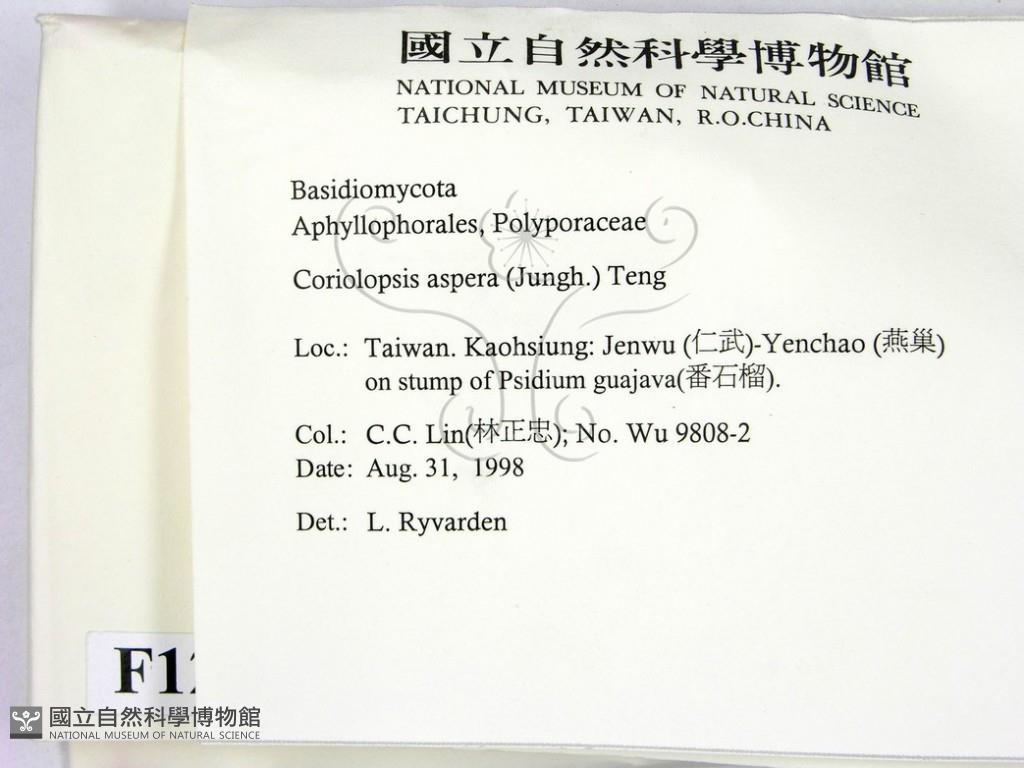 國立自然科學博物館
NATIONAL MUSEUM OF NATURAL SCIENCE
TAICHUNG, TAIWAN, R.O.CHINA
Basidiomycota
Aphyllophorales, Polyporaceae
Coriolopsis aspera (Jungh.) Teng
Loc.: Taiwan. Kaohsiung: Jenwu (仁武)-Yenchao (燕巢)
on stump of Psidium guajava(番石榴).
Col.: C.C. Lin(林正忠); No. Wu 9808-2
Date: Aug. 31, 1998
Det.: L. Ryvarden
國立自然科學博物館
NATIONAL MUSEUM OF NATURAL SCIENCE